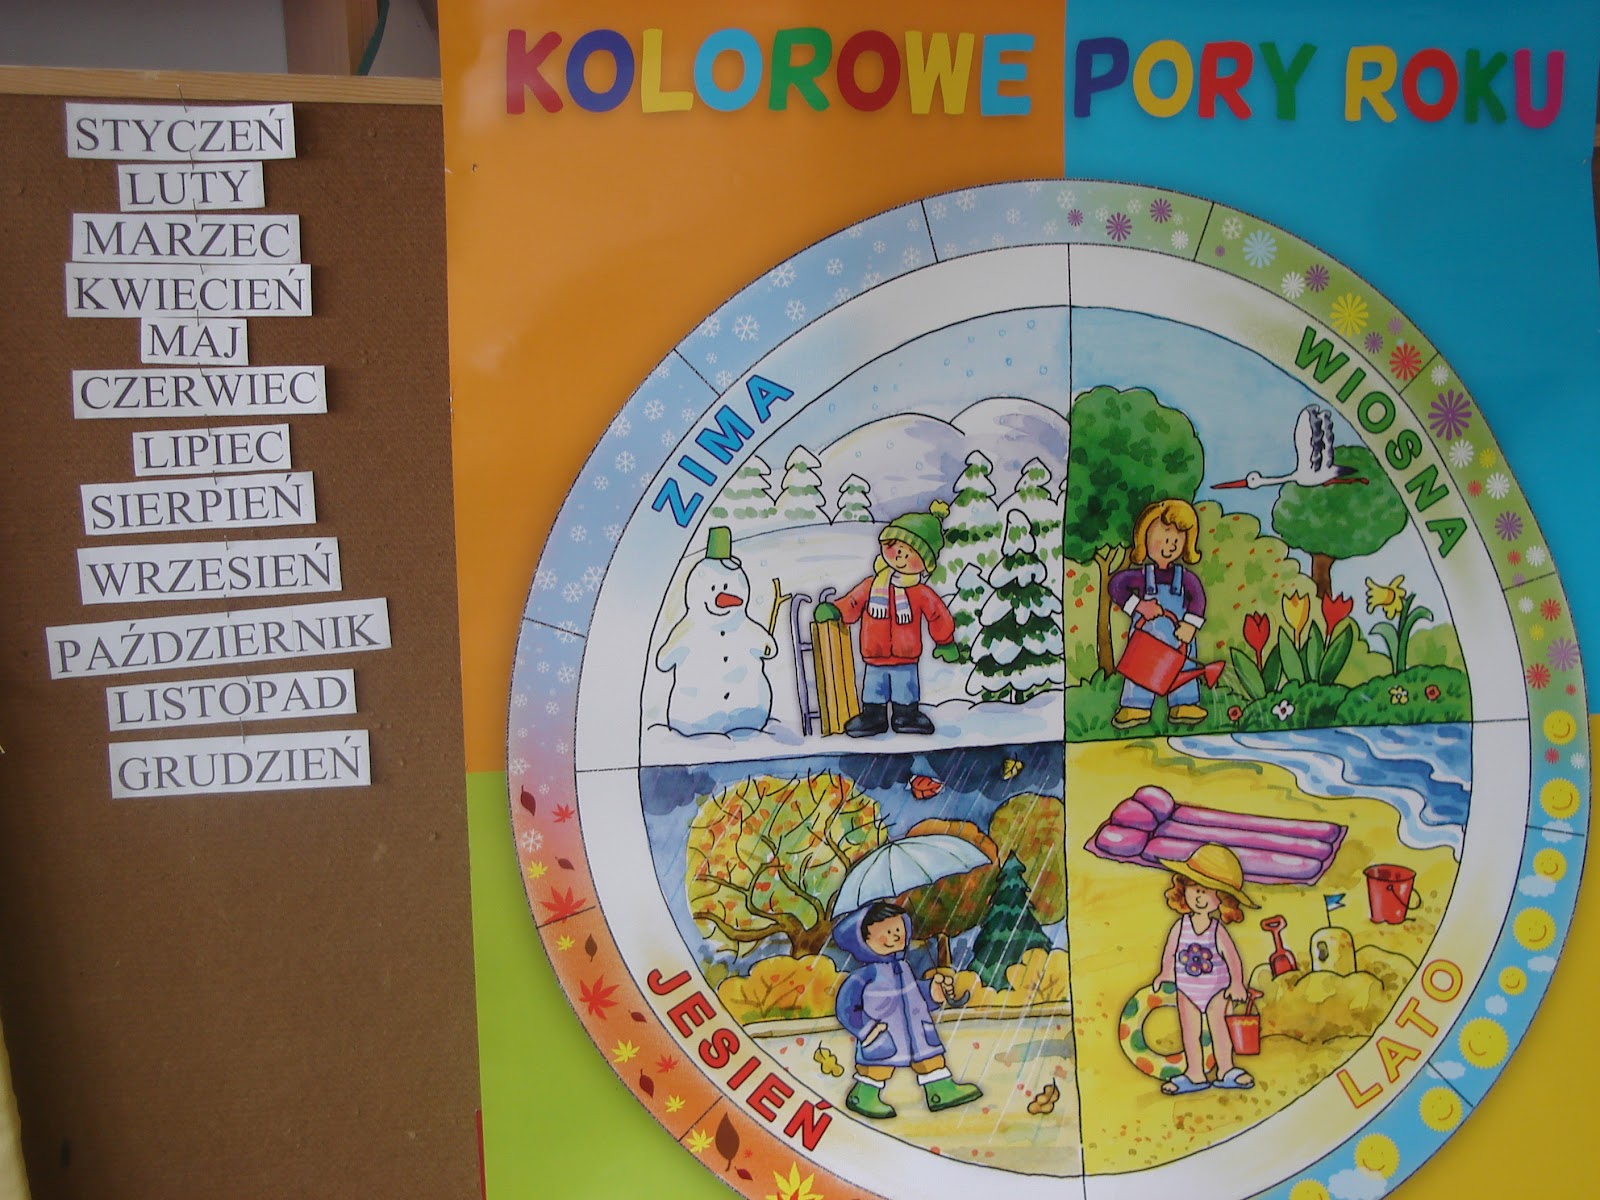 STYCZEŃ
LUTY
MARZEC
KWIECIEŃ
MAJ
CZERWIEC
LIPIEC
SIERPIEŃ
WRZESIEŃ
PAŹDZIERNIK
LISTOPAD
GRUDZIEŃ
KOLOROWE PORY ROKU
ZIMA
WIOSNA
JESIEŃ
LATO